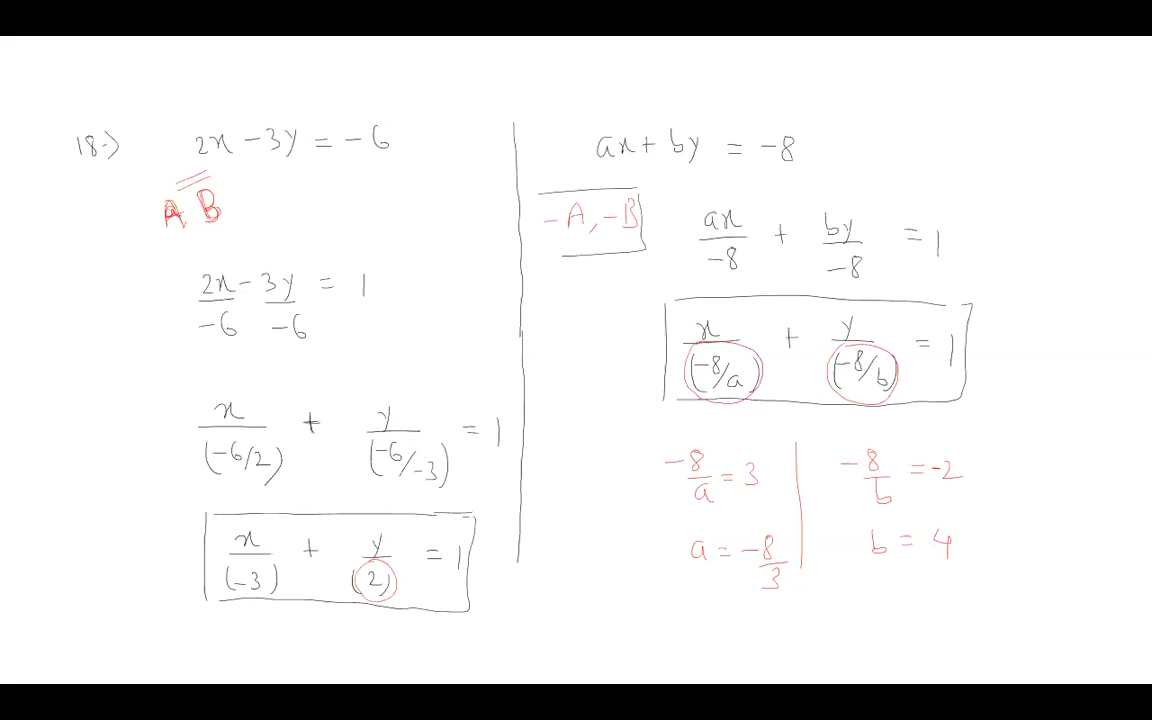 18->
2x - 3y = -6
A B
2x/-6 - 3y/-6 = 1
x/(-6/2) + y/(-6/-3) = 1
x/(-3) + y/(2) = 1
ax + by = -8
-A, -B
ax/-8 + by/-8 = 1
x/(-8/a) + y/(-8/b) = 1
-8/a = 3
a = -8/3
-8/b = -2
b = 4